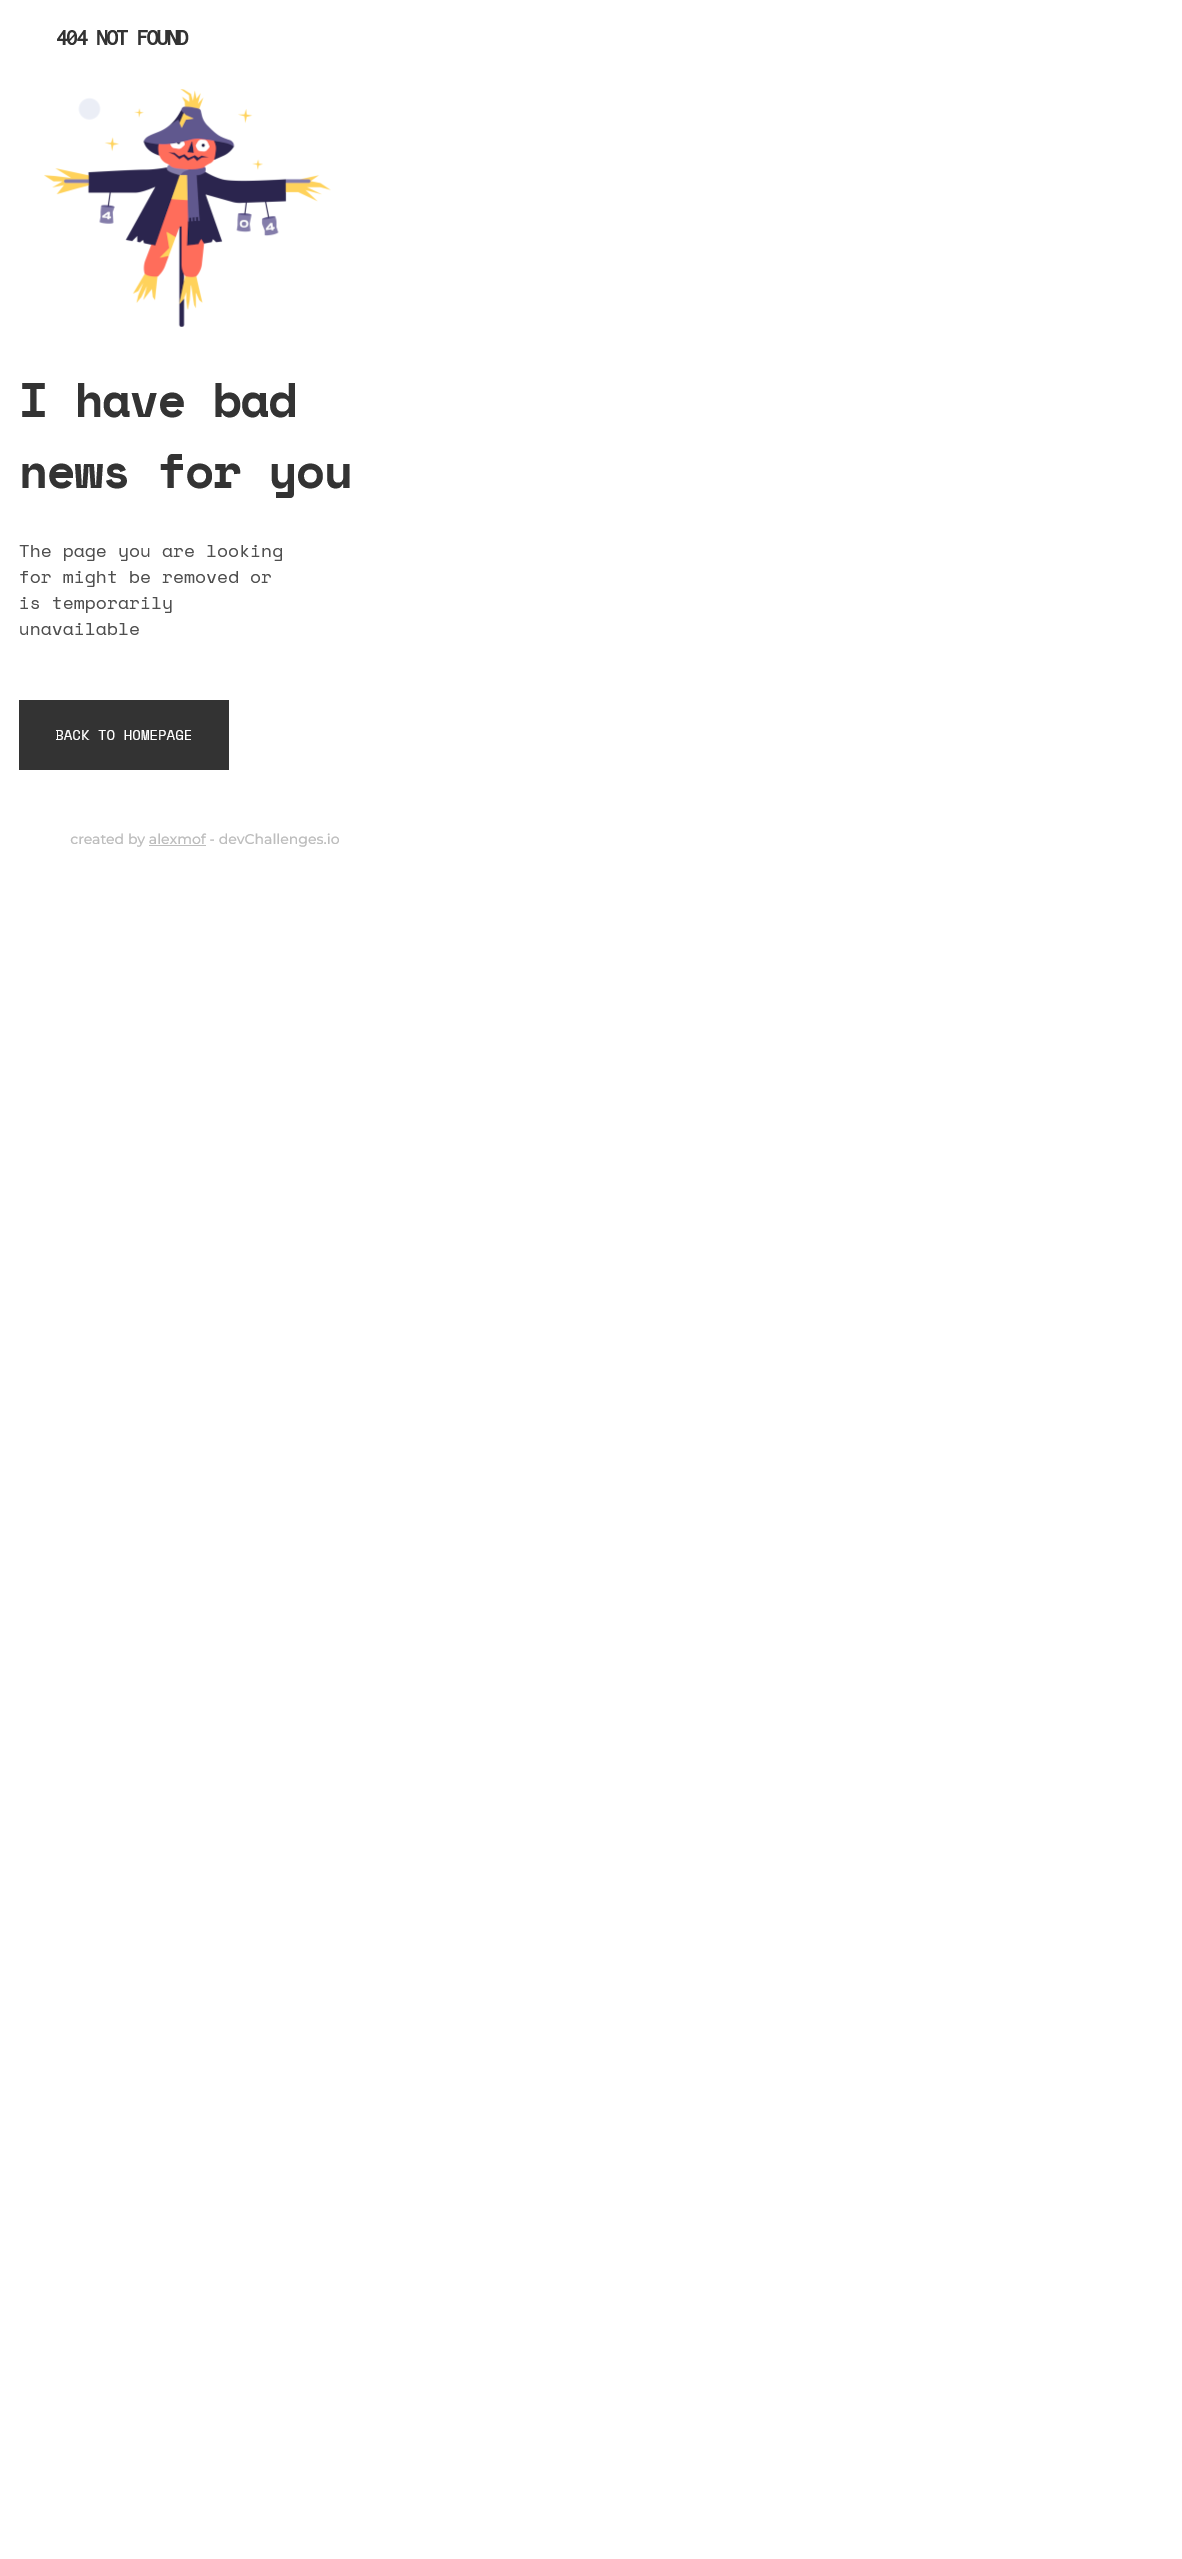 404 NOT FOUND
4
0
4
I have bad
news for you
The page you are looking
for might be removed or
is temporarily
unavailable
BACK TO HOMEPAGE
created by alexmof - devChallenges.io